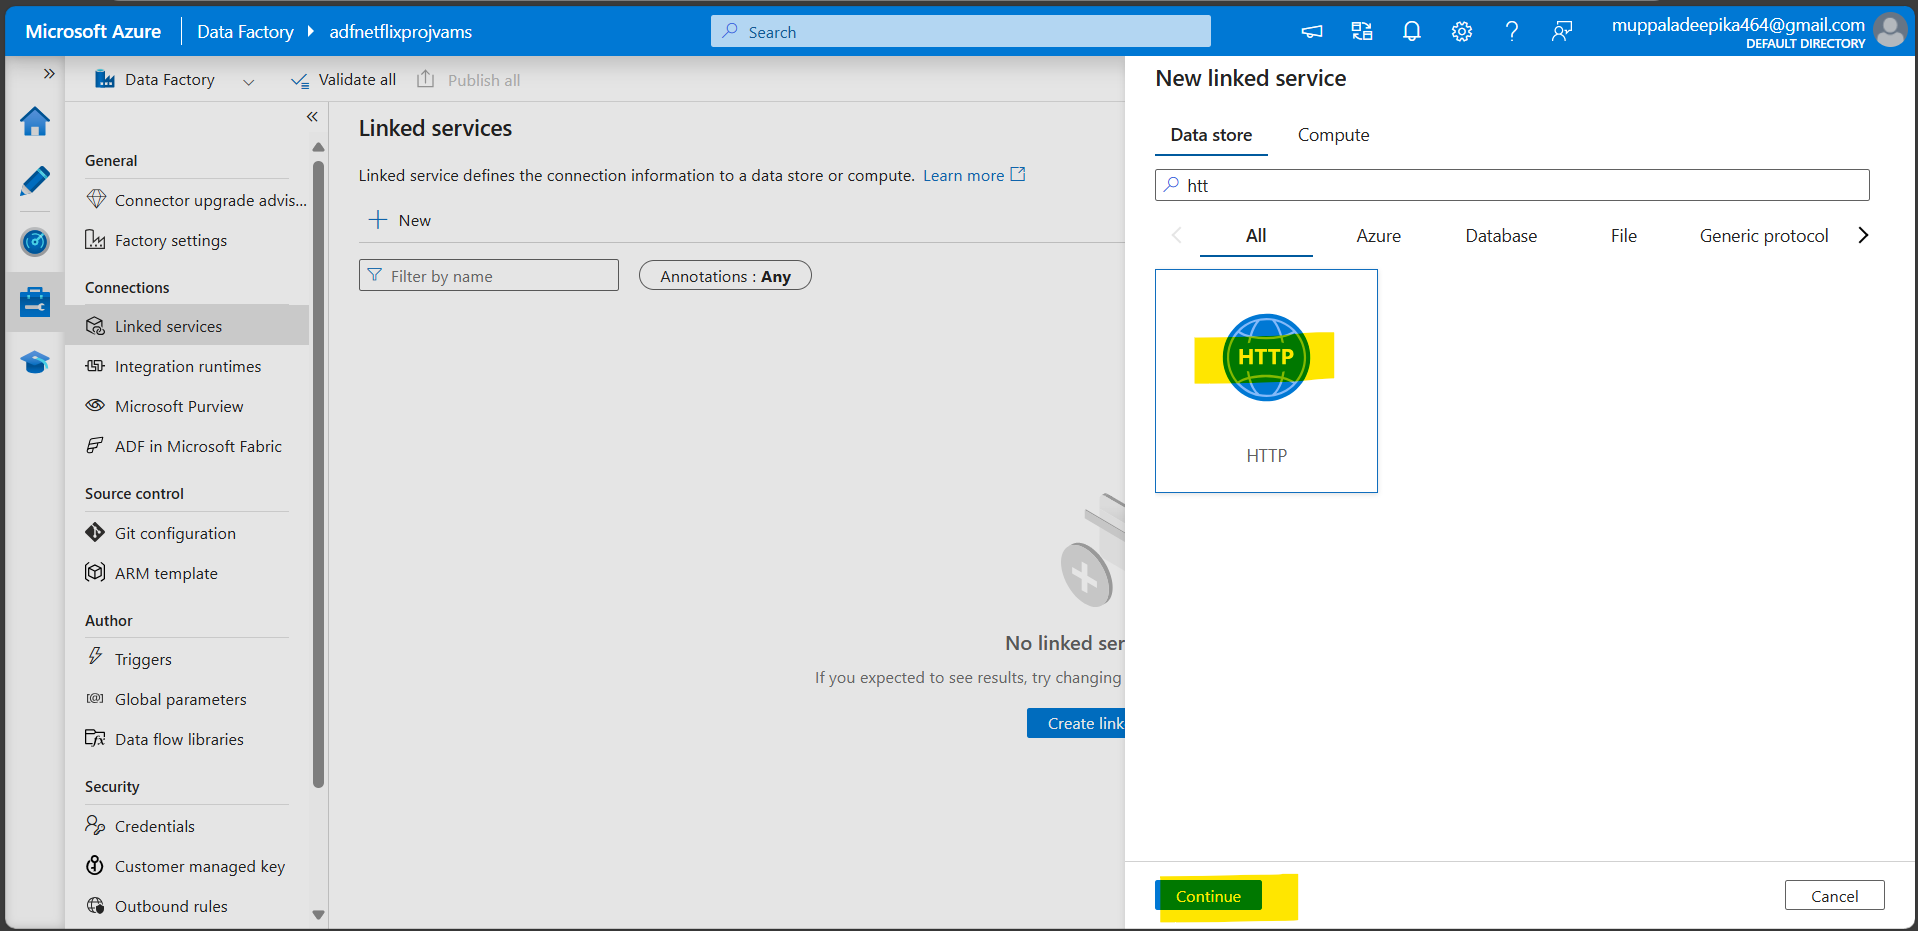 Microsoft Azure
Data Factory
adfnetflixprojvams
Search
muppaladeepika464@gmail.com
DEFAULT DIRECTORY
Data Factory
Validate all
Publish all
General
Connector upgrade advis...
Factory settings
Connections
Linked services
Integration runtimes
Microsoft Purview
ADF in Microsoft Fabric
Source control
Git configuration
ARM template
Author
Triggers
Global parameters
Data flow libraries
Security
Credentials
Customer managed key
Outbound rules
Linked services
Linked service defines the connection information to a data store or compute. Learn more
New
Filter by name
Annotations : Any
No linked ser
If you expected to see results, try changing
Create link
New linked service
Data store
Compute
htt
All
Azure
Database
File
Generic protocol
HTTP
HTTP
Continue
Cancel